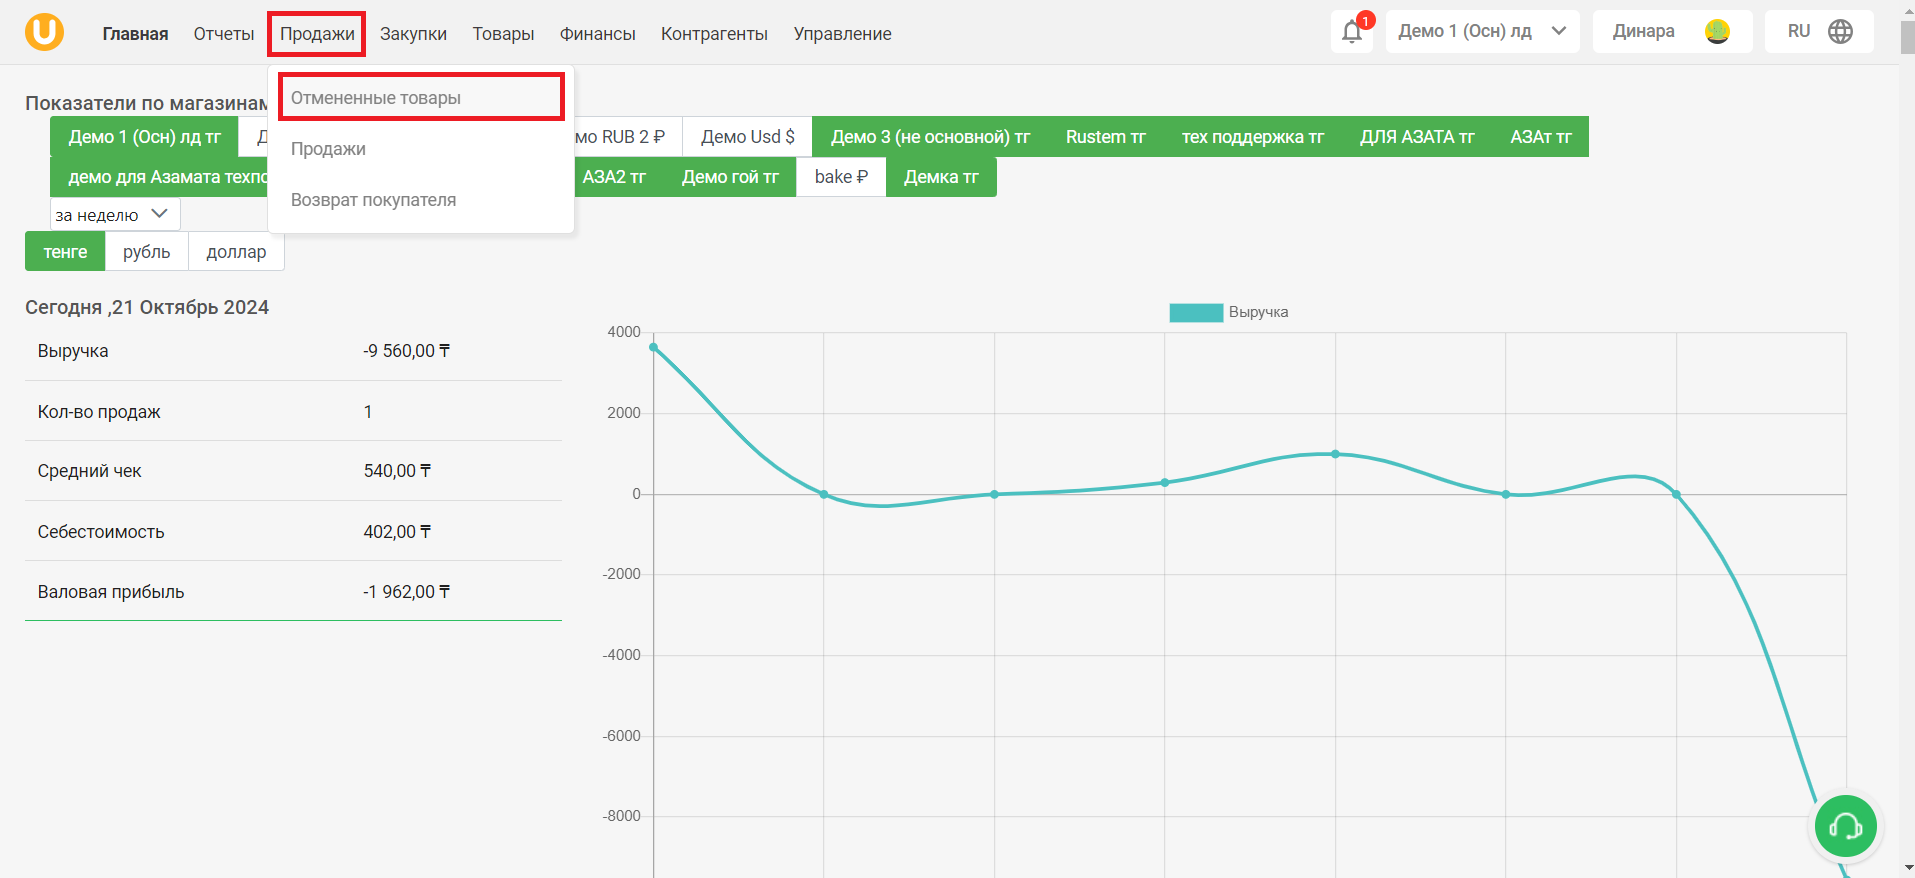 U
Главная Отчеты Продажи Закупки Товары Финансы Контрагенты Управление 1 Демо 1 (Осн) лд Динара RU
Отмененные товары
Продажи
Возврат покупателя
Показатели по магазинам
Демо 1 (Осн) лд тг RUB 2 ₽ Демо Usd $ Демо 3 (не основной) тг Rustem тг тех поддержка тг ДЛЯ АЗАТА тг АЗАт тг
демо для Азамата АЗА2 тг Демо гой тг bake ₽ Демка тг
за неделю
тенге рубль доллар
Сегодня ,21 Октябрь 2024
Выручка -9 560,00 ₸
Кол-во продаж 1
Средний чек 540,00 ₸
Себестоимость 402,00 ₸
Валовая прибыль -1 962,00 ₸
Выручка
4000
2000
0
-2000
-4000
-6000
-8000